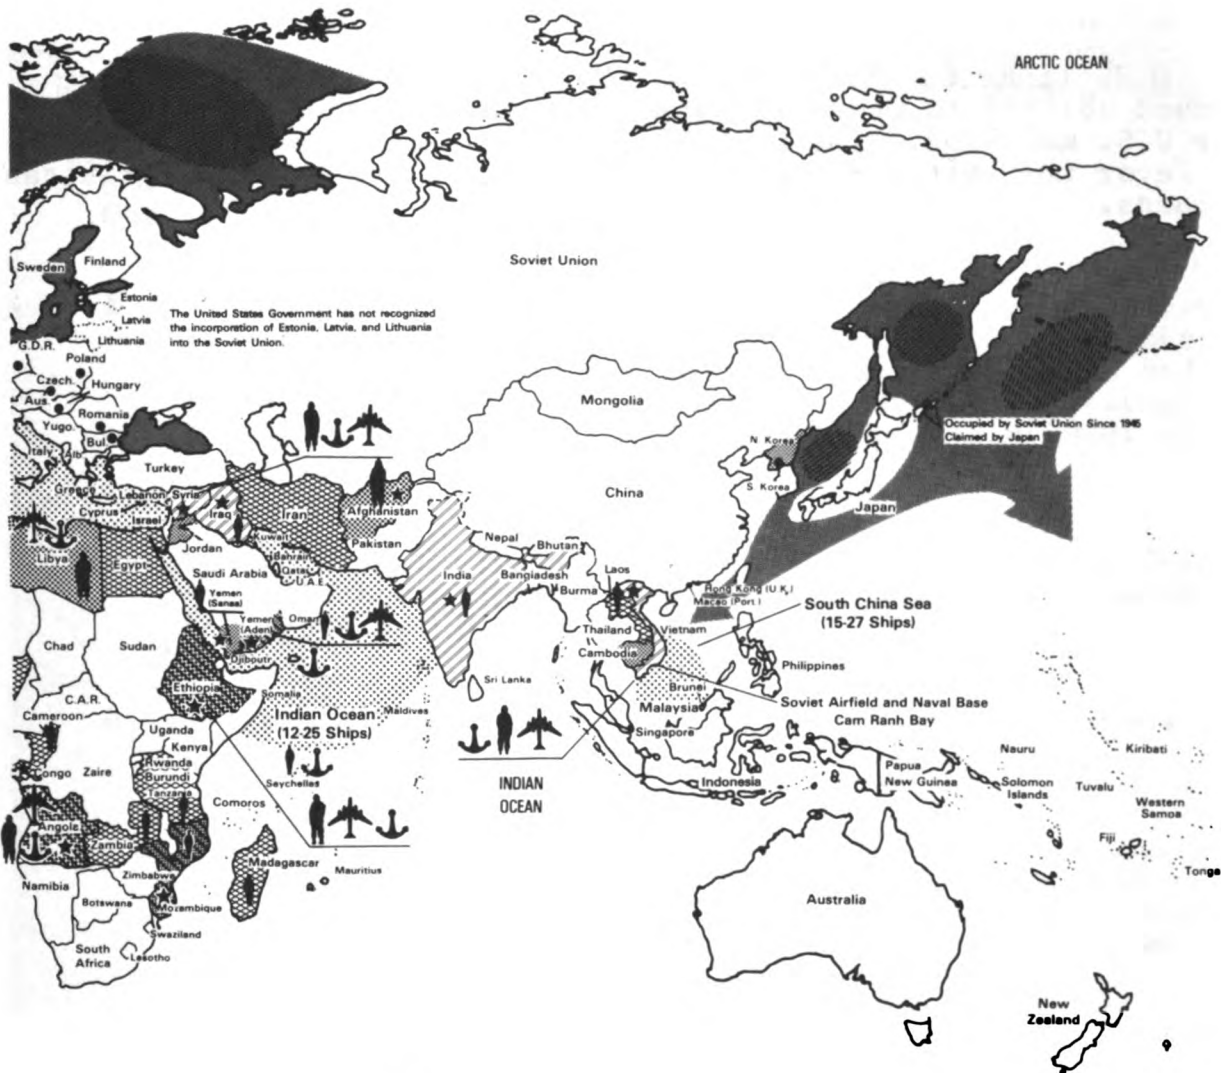 ARCTIC OCEAN
Soviet Union
Sweden
Finland
Estonia
Latvia
Lithuania
The United States Government has not recognized
the incorporation of Estonia, Latvia, and Lithuania
into the Soviet Union.
G.D.R.
Poland
Czech.
Hungary
Aus.
Romania
Yugo.
Bul.
Italy
Alb.
Turkey
Greece
Mongolia
Occupied by Soviet Union Since 1945
Claimed by Japan
N. Korea
S. Korea
Japan
China
Lebanon
Syria
Cyprus
Israel
Iraq
Iran
Afghanistan
Kuwait
Jordan
Pakistan
Libya
Egypt
Bahrain
Qatar
U.A.E.
Saudi Arabia
Nepal
Bhutan
India
Bangladesh
Burma
Laos
Hong Kong (U.K.)
Macao (Port.)
Yemen
(Sanaa)
Yemen
(Aden)
Oman
South China Sea
(15-27 Ships)
Thailand
Vietnam
Cambodia
Philippines
Chad
Sudan
Djibouti
Ethiopia
Somalia
Maldives
Sri Lanka
Brunei
Malaysia
Soviet Airfield and Naval Base
Cam Ranh Bay
C.A.R.
Cameroon
Indian Ocean
(12-25 Ships)
Uganda
Kenya
Singapore
Rwanda
Burundi
Congo
Zaire
Tanzania
Seychelles
INDIAN
OCEAN
Indonesia
Papua
New Guinea
Nauru
Kiribati
Solomon
Islands
Tuvalu
Western
Samoa
Fiji
Tonga
Comoros
Angola
Zambia
Madagascar
Mauritius
Zimbabwe
Namibia
Botswana
Mozambique
Swaziland
South
Africa
Lesotho
Australia
New
Zealand